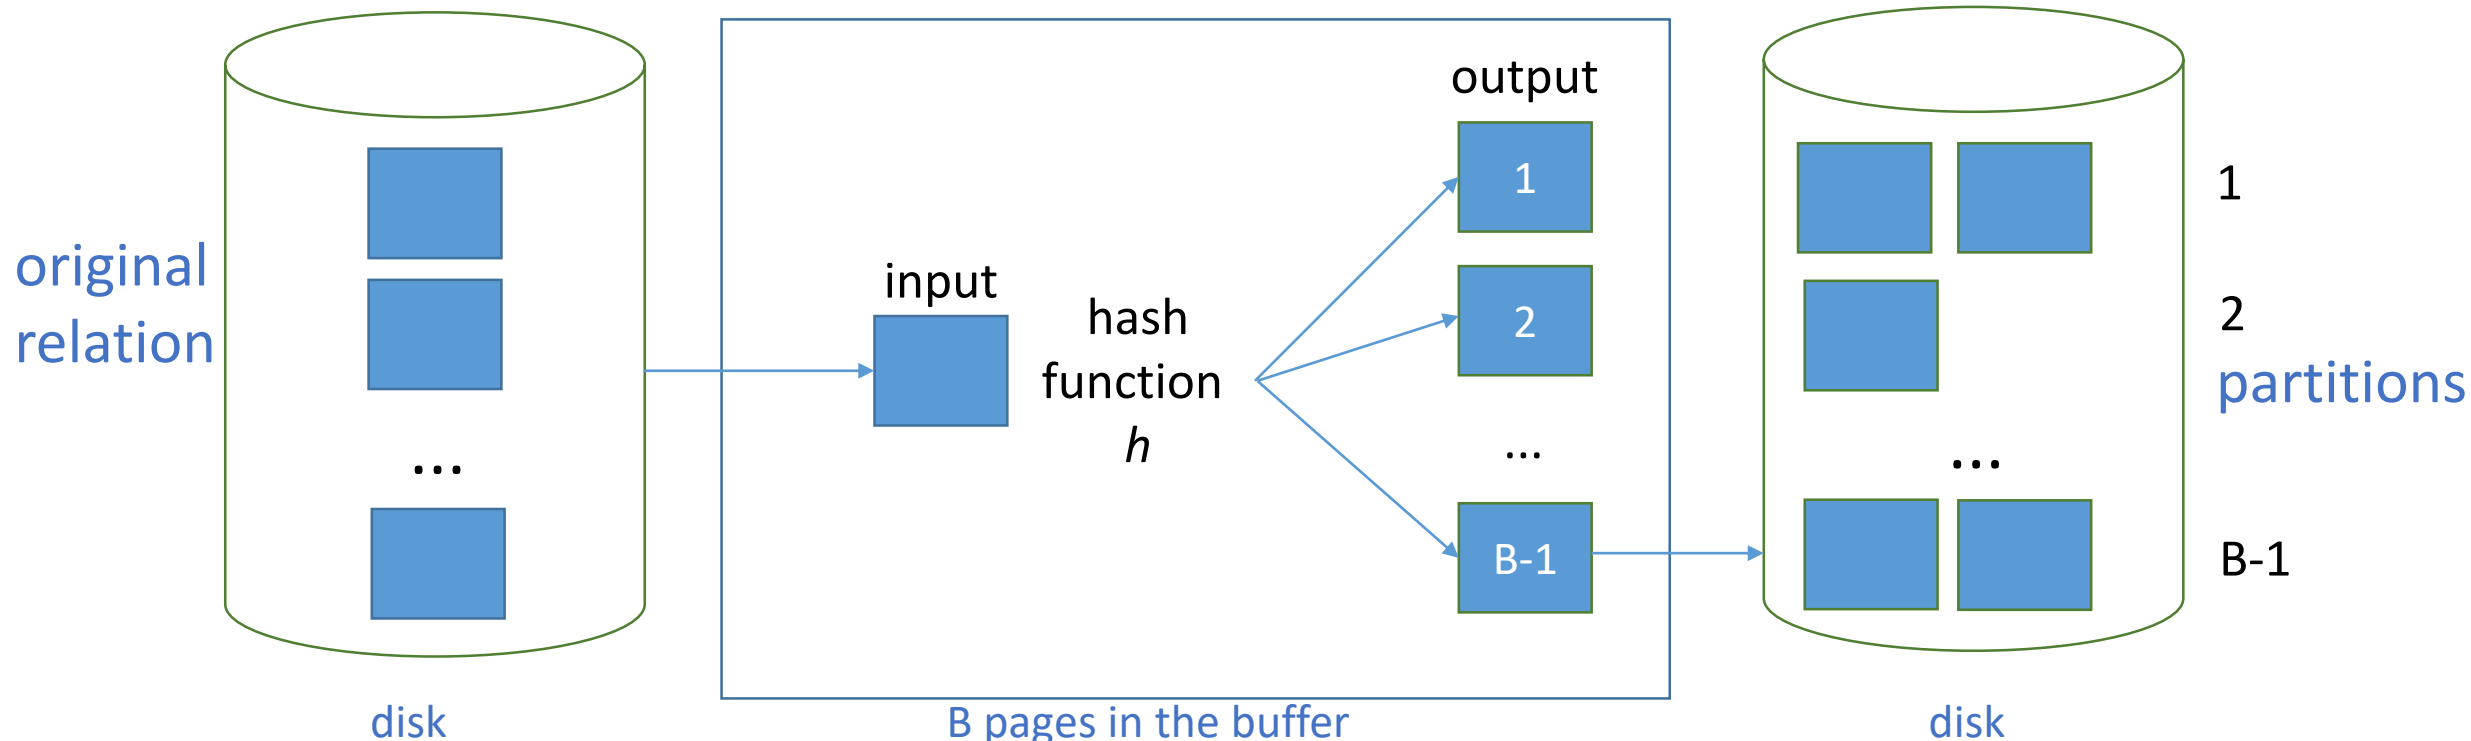 original
relation
...
disk
input
hash
function
h
output
1
2
...
B-1
B pages in the buffer
...
disk
1
2
partitions
B-1